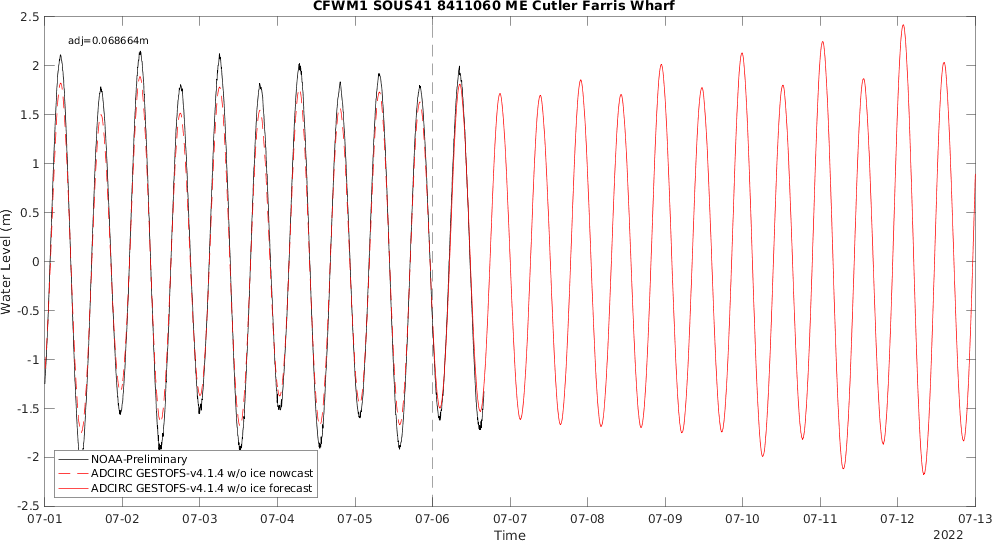 CFWM1 SOUS41 8411060 ME Cutler Farris Wharf
adj=0.068664m
Water Level (m)
2.5
2
1.5
1
0.5
0
-0.5
-1
-1.5
-2
-2.5
NOAA-Preliminary
ADCIRC GESTOFS-v4.1.4 w/o ice nowcast
ADCIRC GESTOFS-v4.1.4 w/o ice forecast
07-01 07-02 07-03 07-04 07-05 07-06 07-07 07-08 07-09 07-10 07-11 07-12 07-13
Time
2022